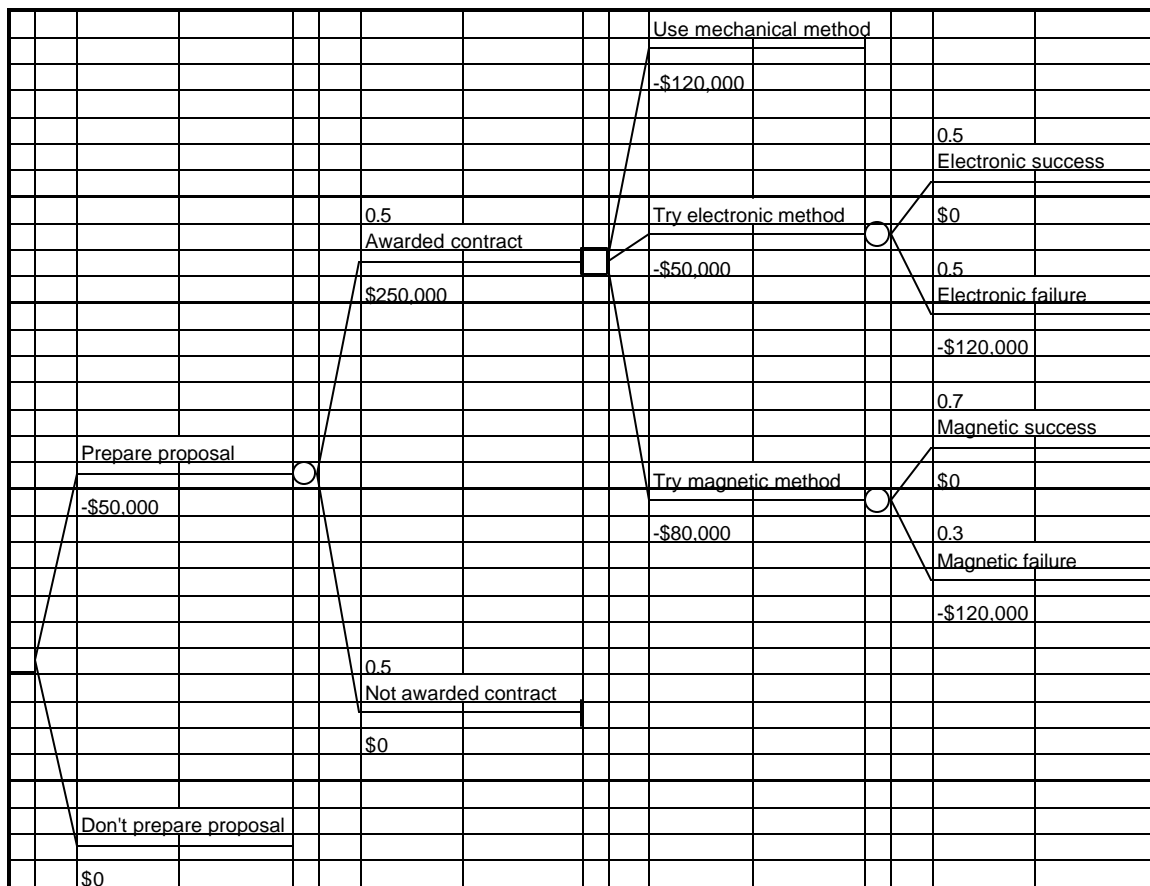 Use mechanical method
-$120,000
0.5
Electronic success
0.5
Try electronic method
$0
Awarded contract
-$50,000
0.5
$250,000
Electronic failure
-$120,000
0.7
Magnetic success
Prepare proposal
Try magnetic method
$0
-$50,000
-$80,000
0.3
Magnetic failure
-$120,000
0.5
Not awarded contract
$0
Don't prepare proposal
$0